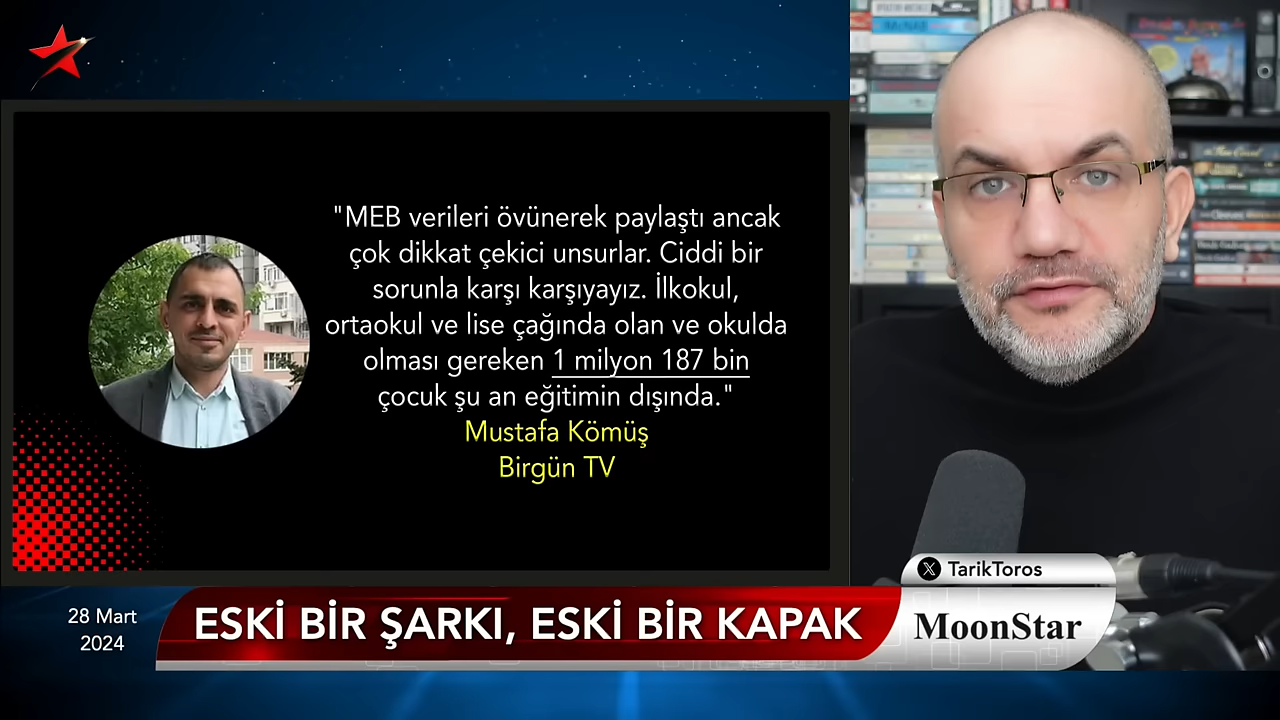 "MEB verileri övünerek paylaştı ancak
çok dikkat çekici unsurlar. Ciddi bir
sorunla karşı karşıyayız. İlkokul,
ortaokul ve lise çağında olan ve okulda
olması gereken 1 milyon 187 bin
çocuk şu an eğitimin dışında."
Mustafa Kömüş
Birgün TV
TarikToros
28 Mart
2024
ESKİ BİR ŞARKI, ESKİ BİR KAPAK
MoonStar